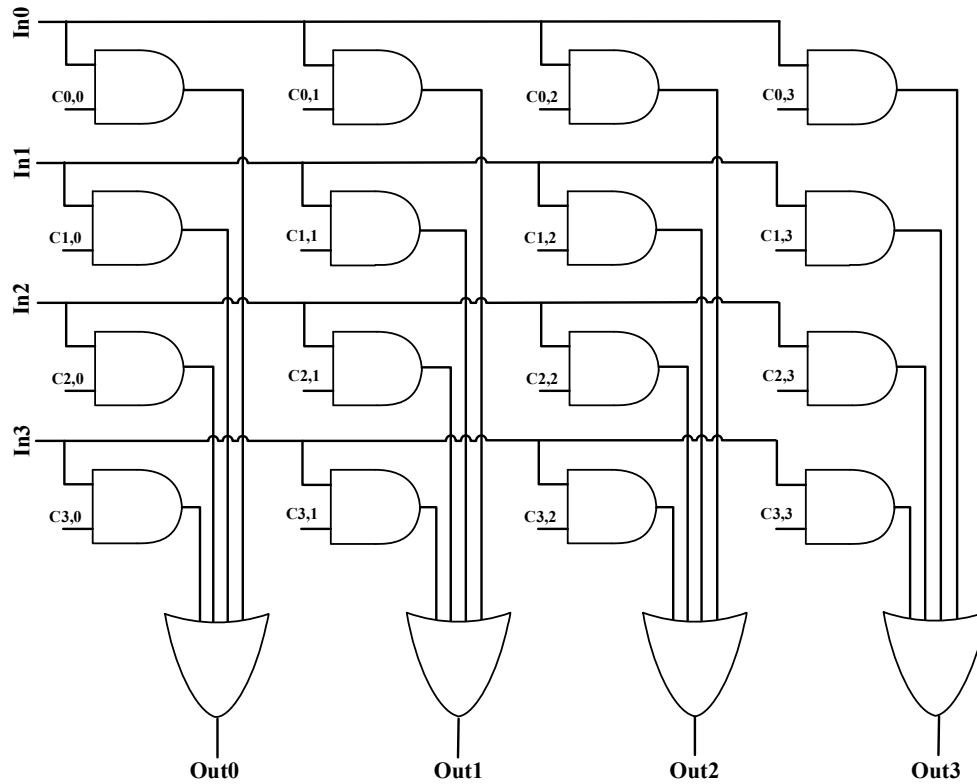 In0
C0,0
C0,1
C0,2
C0,3
In1
C1,0
C1,1
C1,2
C1,3
In2
C2,0
C2,1
C2,2
C2,3
In3
C3,0
C3,1
C3,2
C3,3
Out0
Out1
Out2
Out3